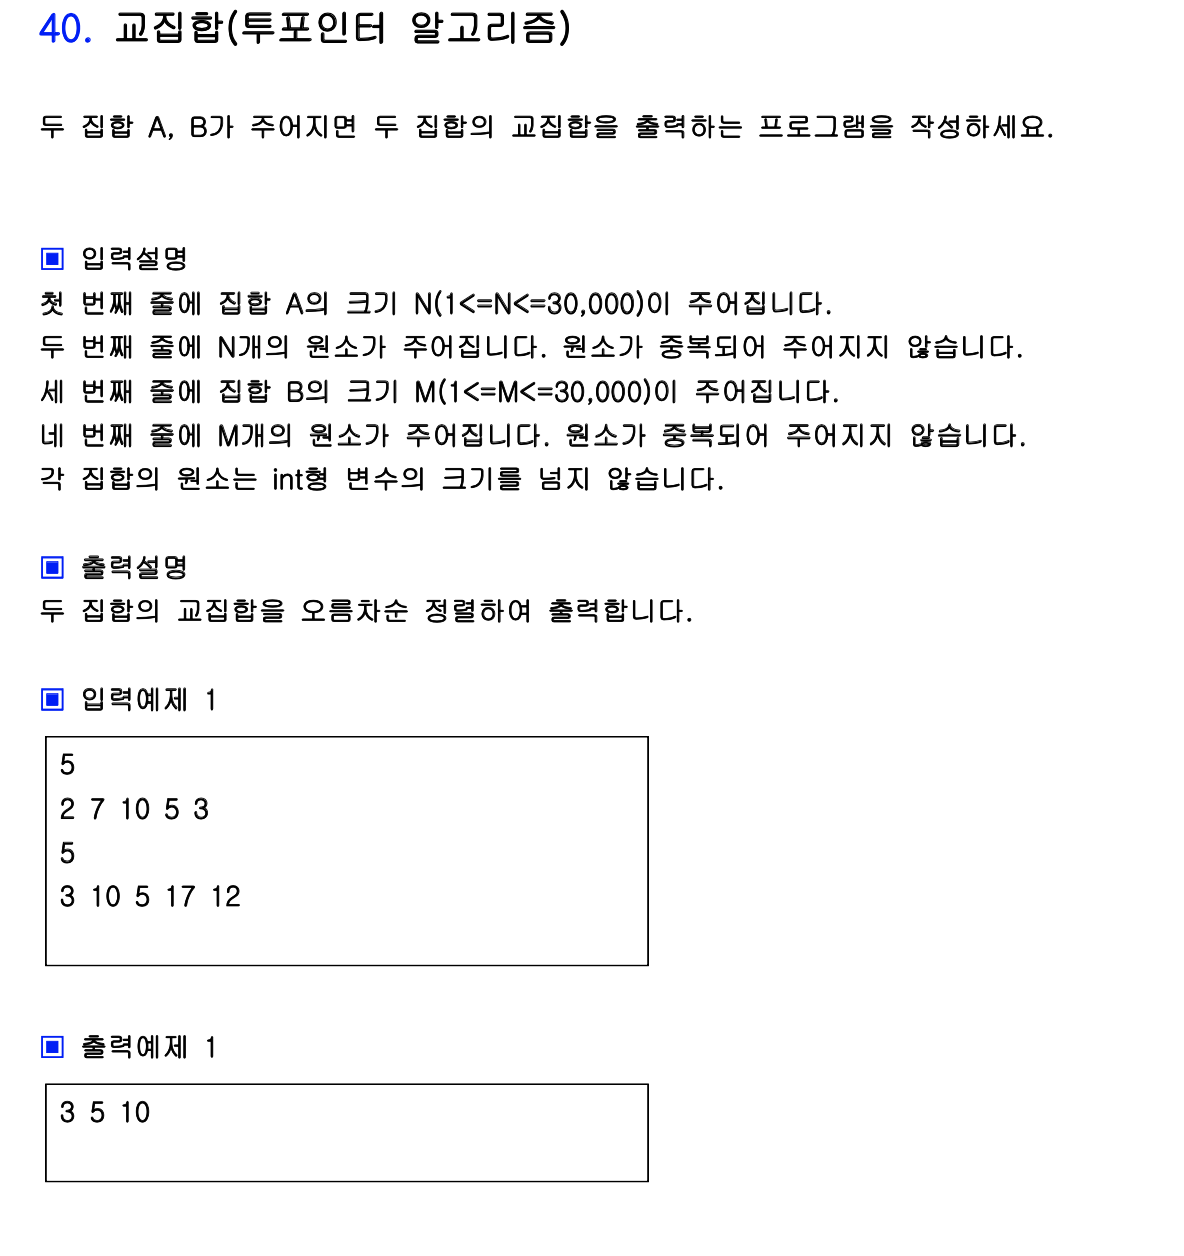 40. 교집합(투포인터 알고리즘)
두 집합 A, B가 주어지면 두 집합의 교집합을 출력하는 프로그램을 작성하세요.
▣ 입력설명
첫 번째 줄에 집합 A의 크기 N(1<=N<=30,000)이 주어집니다.
두 번째 줄에 N개의 원소가 주어집니다. 원소가 중복되어 주어지지 않습니다.
세 번째 줄에 집합 B의 크기 M(1<=M<=30,000)이 주어집니다.
네 번째 줄에 M개의 원소가 주어집니다. 원소가 중복되어 주어지지 않습니다.
각 집합의 원소는 int형 변수의 크기를 넘지 않습니다.
▣ 출력설명
두 집합의 교집합을 오름차순 정렬하여 출력합니다.
▣ 입력예제 1
5
2 7 10 5 3
5
3 10 5 17 12
▣ 출력예제 1
3 5 10